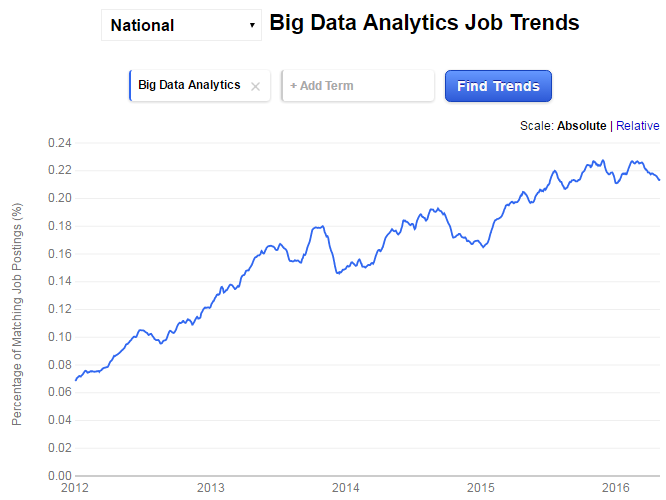 National ▾ Big Data Analytics Job Trends
Big Data Analytics × + Add Term Find Trends
Scale: Absolute | Relative
Percentage of Matching Job Postings (%)
0.24
0.22
0.20
0.18
0.16
0.14
0.12
0.10
0.08
0.06
0.04
0.02
0.00
2012 2013 2014 2015 2016